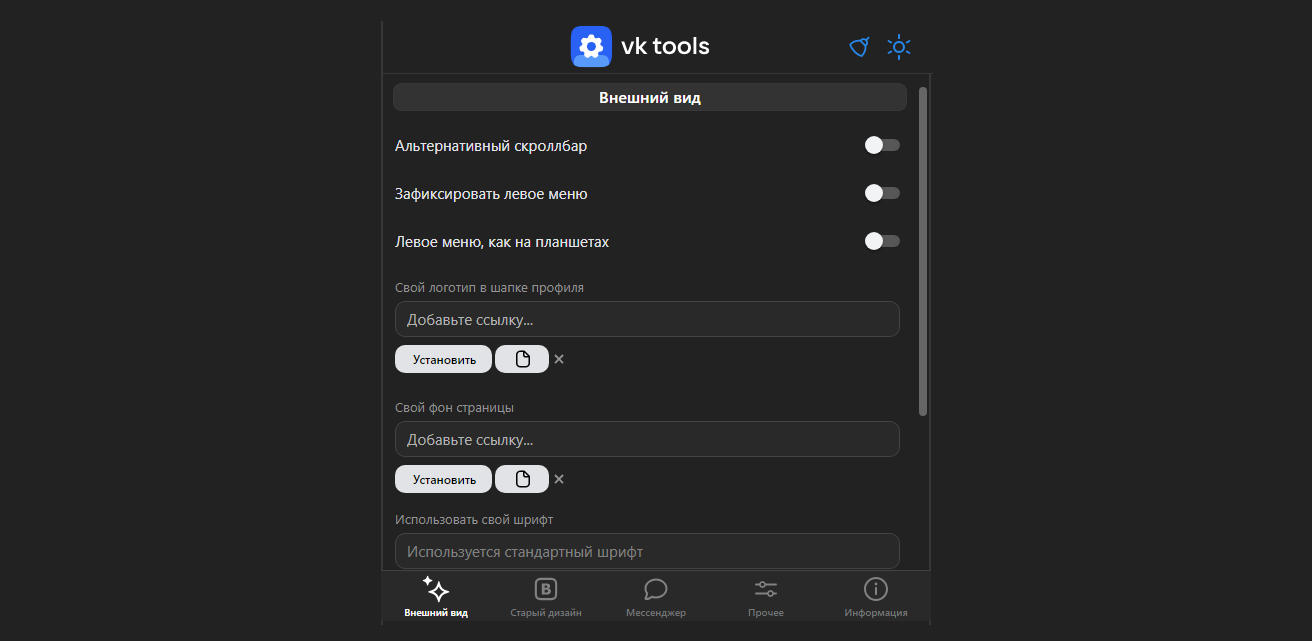 vk tools
Внешний вид
Альтернативный скроллбар
Зафиксировать левое меню
Левое меню, как на планшетах
Свой логотип в шапке профиля
Добавьте ссылку...
Установить
Свой фон страницы
Добавьте ссылку...
Установить
Использовать свой шрифт
Используется стандартный шрифт
B
Внешний вид Старый дизайн Мессенджер Прочее Информация